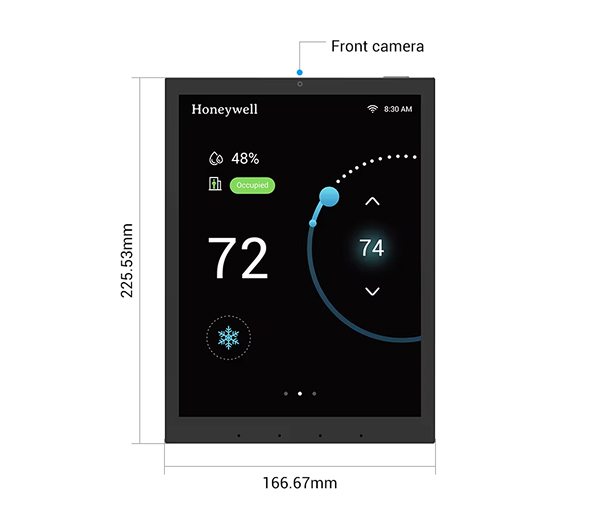 Front camera
Honeywell
8:30 AM
48%
Occupied
72
74
225.53mm
166.67mm